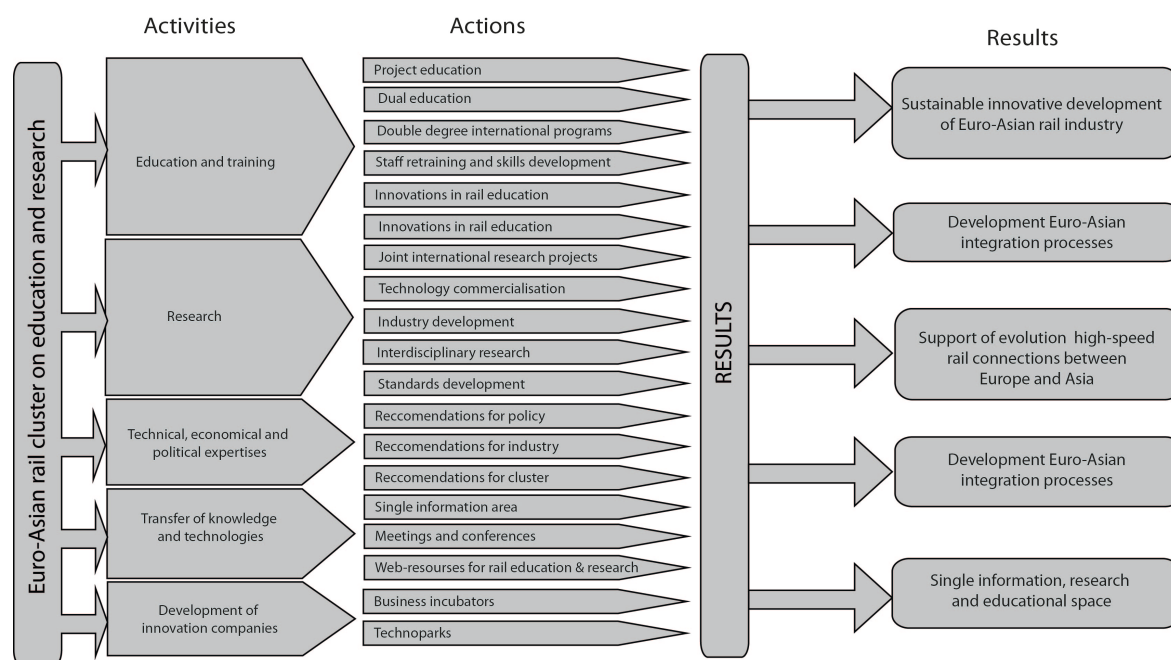 Activities
Actions
Results
Euro-Asian rail cluster on education and research
Education and training
Research
Technical, economical and
political expertises
Transfer of knowledge
and technologies
Development of
innovation companies
Project education
Dual education
Double degree international programs
Staff retraining and skills development
Innovations in rail education
Innovations in rail education
Joint international research projects
Technology commercialisation
Industry development
Interdisciplinary research
Standards development
Reccomendations for policy
Reccomendations for industry
Reccomendations for cluster
Single information area
Meetings and conferences
Web-resourses for rail education & research
Business incubators
Technoparks
RESULTS
Sustainable innovative development
of Euro-Asian rail industry
Development Euro-Asian
integration processes
Support of evolution high-speed
rail connections between
Europe and Asia
Development Euro-Asian
integration processes
Single information, research
and educational space